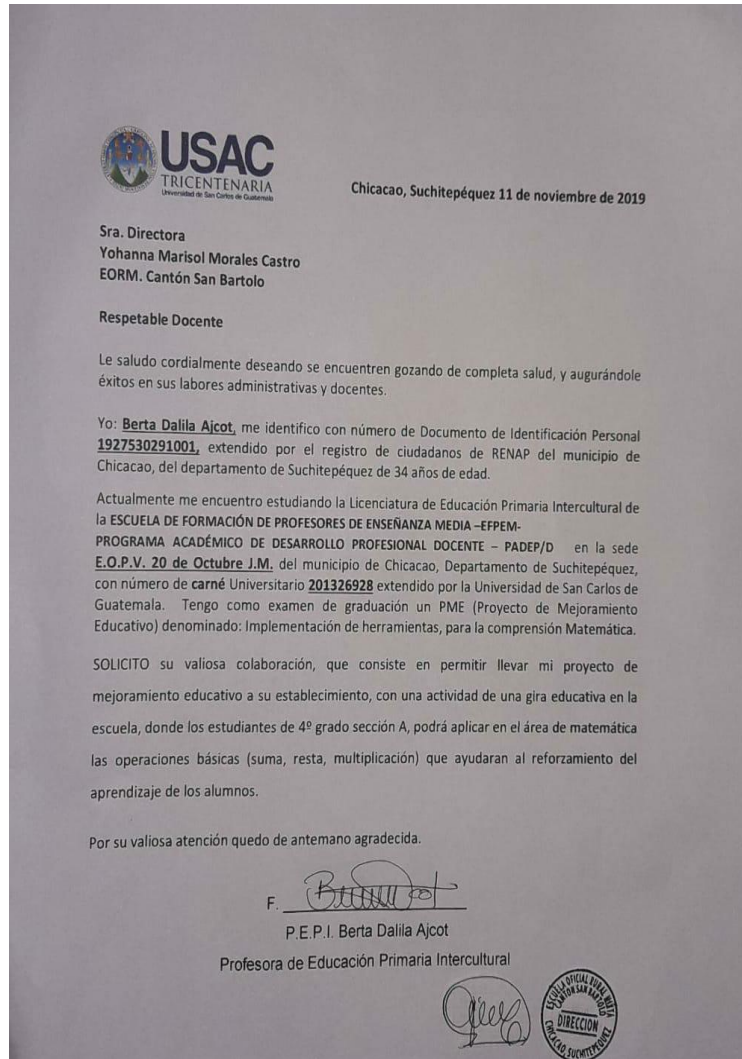 USAC
TRICENTENARIA
Universidad de San Carlos de Guatemala
Chicacao, Suchitepéquez 11 de noviembre de 2019
Sra. Directora
Yohanna Marisol Morales Castro
EORM. Cantón San Bartolo
Respetable Docente
Le saludo cordialmente deseando se encuentren gozando de completa salud, y augurándole
éxitos en sus labores administrativas y docentes.
Yo: Berta Dalila Ajcot, me identifico con número de Documento de Identificación Personal
1927530291001, extendido por el registro de ciudadanos de RENAP del municipio de
Chicacao, del departamento de Suchitepéquez de 34 años de edad.
Actualmente me encuentro estudiando la Licenciatura de Educación Primaria Intercultural de
la ESCUELA DE FORMACIÓN DE PROFESORES DE ENSEÑANZA MEDIA –EFPEM-
PROGRAMA ACADÉMICO DE DESARROLLO PROFESIONAL DOCENTE – PADEP/D en la sede
E.O.P.V. 20 de Octubre J.M. del municipio de Chicacao, Departamento de Suchitepéquez,
con número de carné Universitario 201326928 extendido por la Universidad de San Carlos de
Guatemala. Tengo como examen de graduación un PME (Proyecto de Mejoramiento
Educativo) denominado: Implementación de herramientas, para la comprensión Matemática.
SOLICITO su valiosa colaboración, que consiste en permitir llevar mi proyecto de
mejoramiento educativo a su establecimiento, con una actividad de una gira educativa en la
escuela, donde los estudiantes de 4º grado sección A, podrá aplicar en el área de matemática
las operaciones básicas (suma, resta, multiplicación) que ayudaran al reforzamiento del
aprendizaje de los alumnos.
Por su valiosa atención quedo de antemano agradecida.
F.
P.E.P.I. Berta Dalila Ajcot
Profesora de Educación Primaria Intercultural
ESCUELA OFICIAL RURAL MIXTA
CANTON SAN BARTOLO
DIRECCION
CHICACAO, SUCHITEPEQUEZ